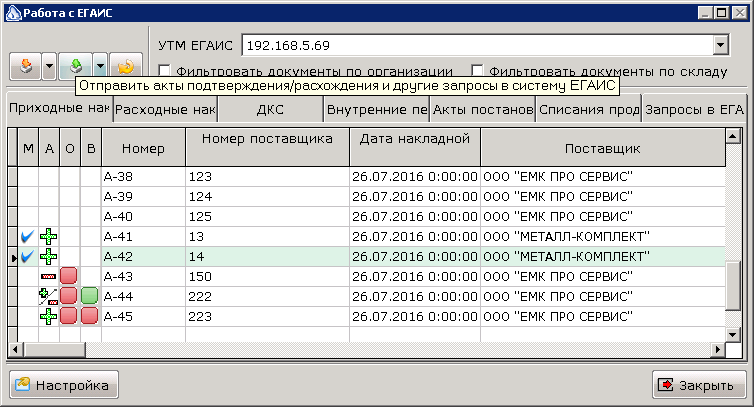 Работа с ЕГАИС
УТМ ЕГАИС 192.168.5.69
Фильтровать документы по организации Фильтровать документы по складу
Отправить акты подтверждения/расхождения и другие запросы в систему ЕГАИС
Приходные нак Расходные нак ДКС Внутренние пе Акты постанов Списания прод Запросы в ЕГА
М А О В Номер Номер поставщика Дата накладной Поставщик
А-38 123 26.07.2016 0:00:00 ООО "ЕМК ПРО СЕРВИС"
А-39 124 26.07.2016 0:00:00 ООО "ЕМК ПРО СЕРВИС"
А-40 125 26.07.2016 0:00:00 ООО "ЕМК ПРО СЕРВИС"
А-41 13 26.07.2016 0:00:00 ООО "МЕТАЛЛ-КОМПЛЕКТ"
А-42 14 26.07.2016 0:00:00 ООО "МЕТАЛЛ-КОМПЛЕКТ"
А-43 150 26.07.2016 0:00:00 ООО "ЕМК ПРО СЕРВИС"
А-44 222 26.07.2016 0:00:00 ООО "ЕМК ПРО СЕРВИС"
А-45 223 26.07.2016 0:00:00 ООО "ЕМК ПРО СЕРВИС"
Настройка Закрыть